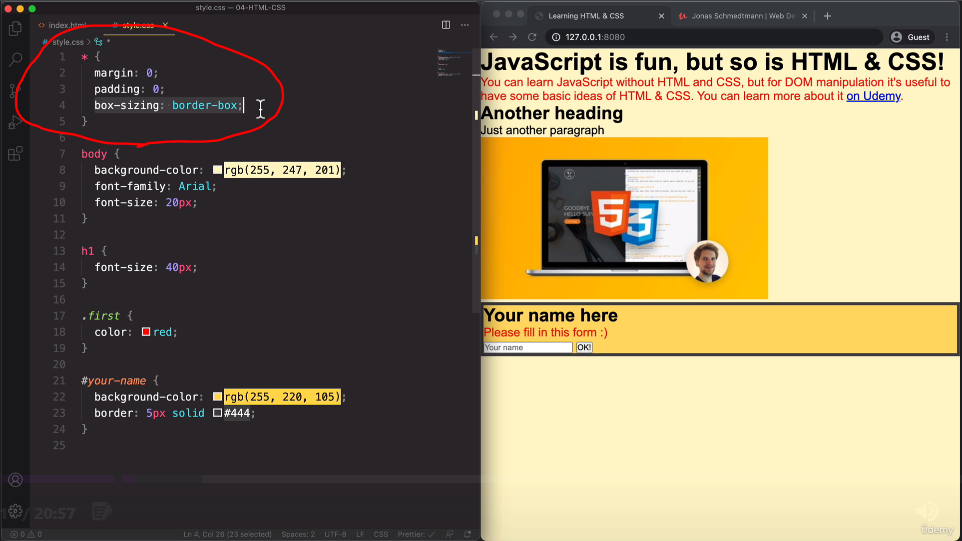 style.css — 04-HTML-CSS
index.html
style.css
style.css
1 * {
2 margin: 0;
3 padding: 0;
4 box-sizing: border-box;
5 }
6
7 body {
8 background-color: rgb(255, 247, 201);
9 font-family: Arial;
10 font-size: 20px;
11 }
12
13 h1 {
14 font-size: 40px;
15 }
16
17 .first {
18 color: red;
19 }
20
21 #your-name {
22 background-color: rgb(255, 220, 105);
23 border: 5px solid #444;
24 }
25
20:57
0 0 Ln 4, Col 26 (23 selected) Spaces: 2 UTF-8 LF CSS Prettier: ✓
Learning HTML & CSS Jonas Schmedtmann | Web De
127.0.0.1:8080 Guest
JavaScript is fun, but so is HTML & CSS!
You can learn JavaScript without HTML and CSS, but for DOM manipulation it's useful to
have some basic ideas of HTML & CSS. You can learn more about it on Udemy.
Another heading
Just another paragraph
GOODBYE
5 3
Your name here
Please fill in this form :)
Your name OK!
Udemy